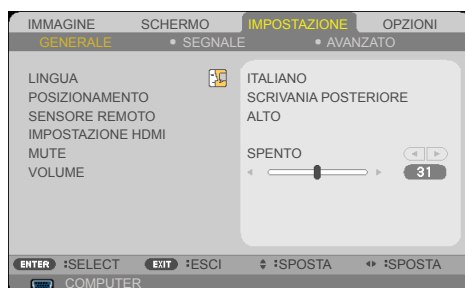 IMMAGINE SCHERMO IMPOSTAZIONE OPZIONI
GENERALE • SEGNALE • AVANZATO
LINGUA ITALIANO
POSIZIONAMENTO SCRIVANIA POSTERIORE
SENSORE REMOTO ALTO
IMPOSTAZIONE HDMI
MUTE SPENTO
VOLUME 31
ENTER :SELECT EXIT :ESCI :SPOSTA :SPOSTA
COMPUTER